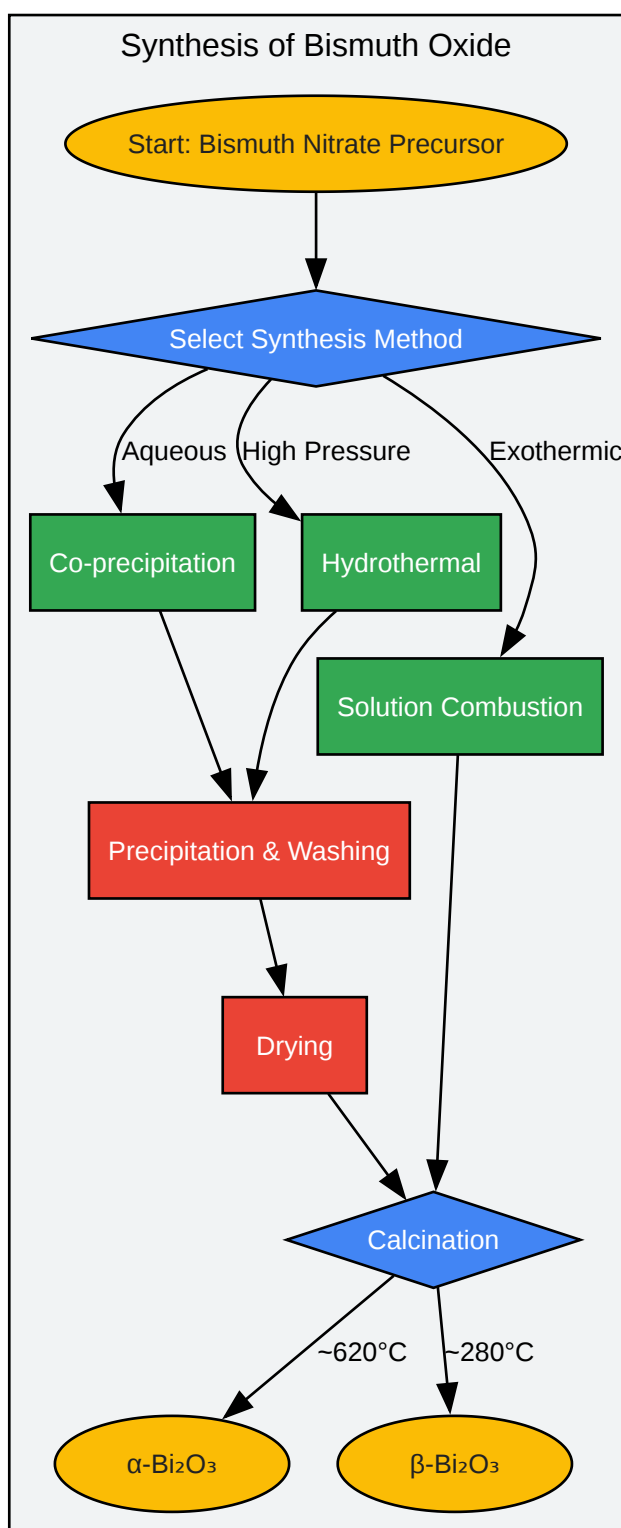 Synthesis of Bismuth Oxide
Start: Bismuth Nitrate Precursor
Select Synthesis Method
Aqueous
High Pressure
Exothermic
Co-precipitation
Hydrothermal
Solution Combustion
Precipitation & Washing
Drying
Calcination
~620°C
~280°C
α-Bi₂O₃
β-Bi₂O₃